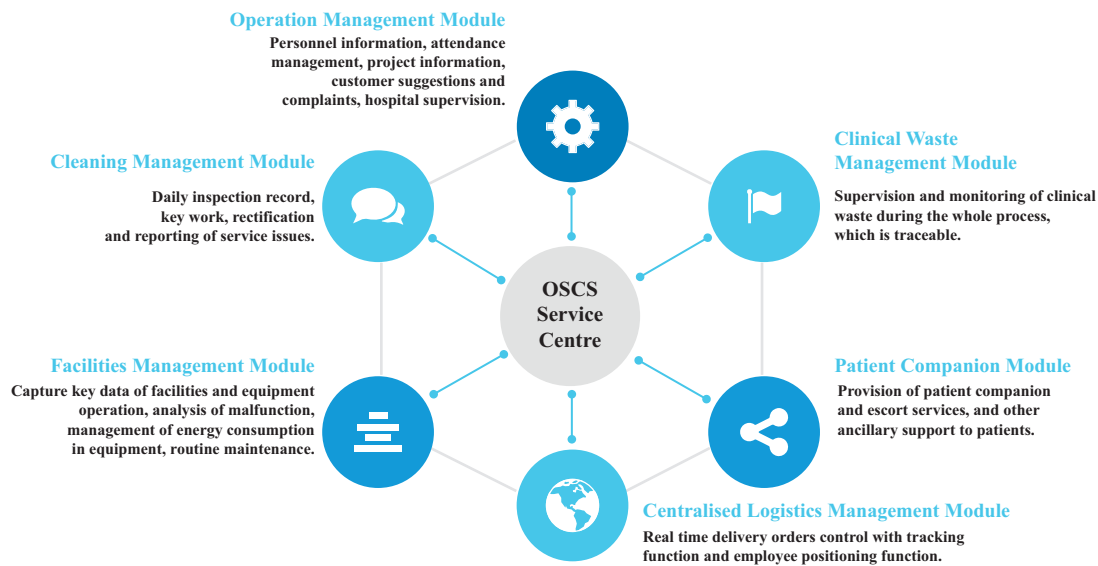 Operation Management Module
Personnel information, attendance
management, project information,
customer suggestions and
complaints, hospital supervision.
Cleaning Management Module
Daily inspection record,
key work, rectification
and reporting of service issues.
Clinical Waste
Management Module
Supervision and monitoring of clinical
waste during the whole process,
which is traceable.
OSCS
Service
Centre
Facilities Management Module
Capture key data of facilities and equipment
operation, analysis of malfunction,
management of energy consumption
in equipment, routine maintenance.
Patient Companion Module
Provision of patient companion
and escort services, and other
ancillary support to patients.
Centralised Logistics Management Module
Real time delivery orders control with tracking
function and employee positioning function.